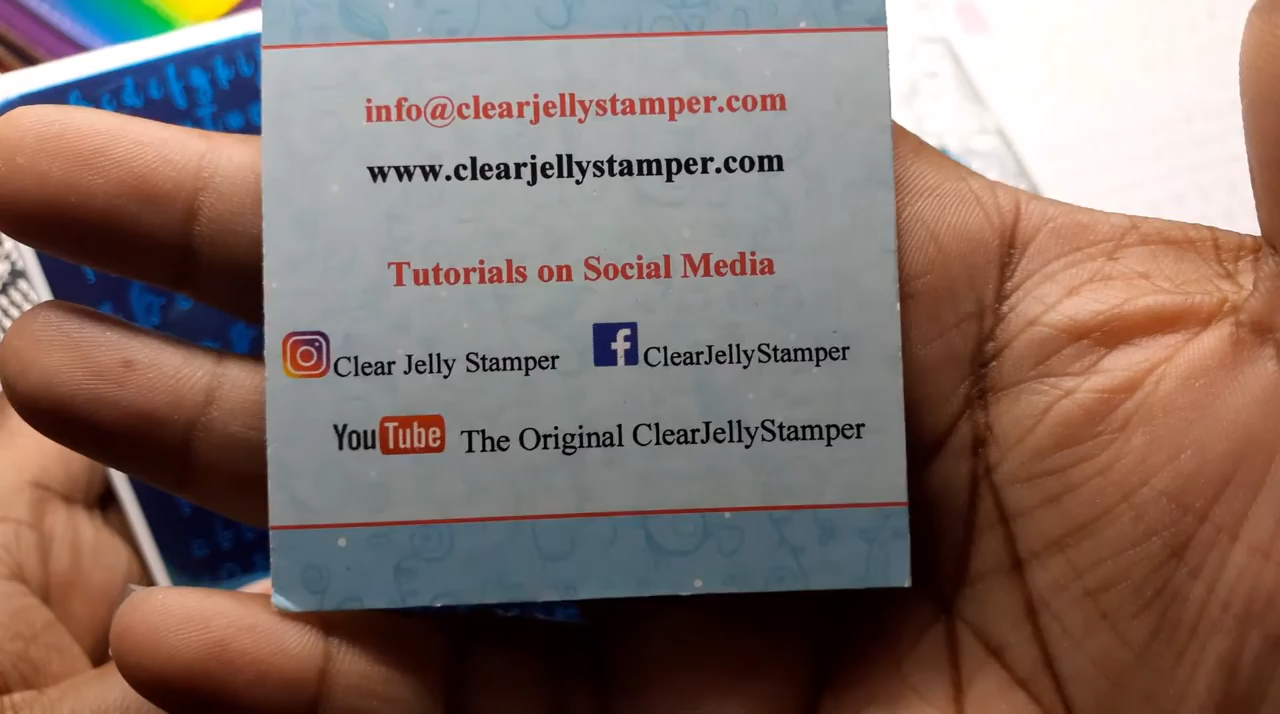 info@clearjellystamper.com
www.clearjellystamper.com
Tutorials on Social Media
Clear Jelly Stamper f ClearJellyStamper
YouTube The Original ClearJellyStamper